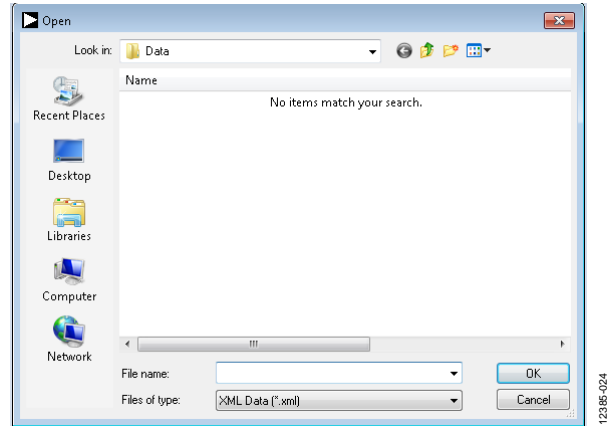 Open
Look in:
Data
Name
No items match your search.
Recent Places
Desktop
Libraries
Computer
Network
File name:
OK
Files of type:
XML Data (*.xml)
Cancel
12385-024